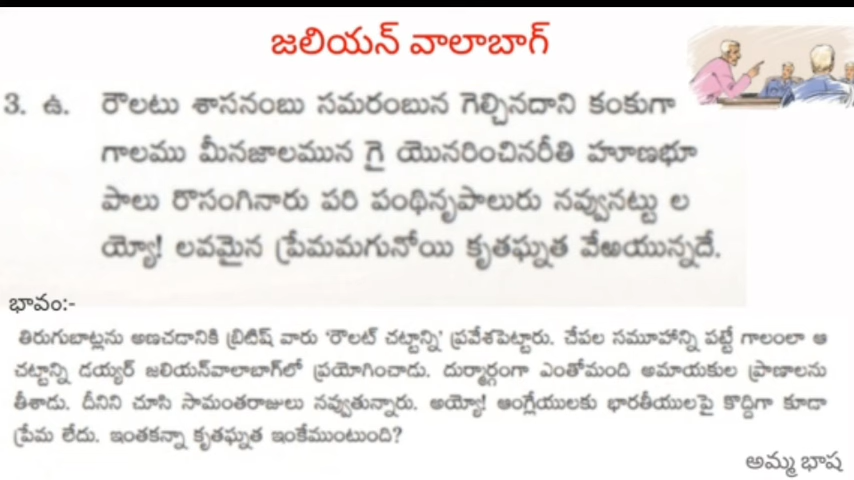 జలియన్ వాలాబాగ్
3. ఉ. రౌలటు శాసనంబు సమరంబున గెల్చినదాని కంకుగా
గాలము మీనజాలమున గై యొనరించినరీతి హూణభూ
పాలు రొసంగినారు పరి పంథినృపాలురు నవ్వునట్టు ల
య్యో! లవమైన ప్రేమమగునోయి కృతఘ్నత వేఱయున్నదే.
భావం:-
తిరుగుబాట్లను అణచడానికి బ్రిటిష్ వారు 'రౌలట్ చట్టాన్ని' ప్రవేశపెట్టారు. చేపల సమూహాన్ని పట్టే గాలంలా ఆ
చట్టాన్ని డయ్యర్ జలియన్‌వాలాబాగ్‌లో ప్రయోగించాడు. దుర్మార్గంగా ఎంతోమంది అమాయకుల ప్రాణాలను
తీశాడు. దీనిని చూసి సామంతరాజులు నవ్వుతున్నారు. అయ్యో! ఆంగ్లేయులకు భారతీయులపై కొద్దిగా కూడా
ప్రేమ లేదు. ఇంతకన్నా కృతఘ్నత ఇంకేముంటుంది?
అమ్మ భాష